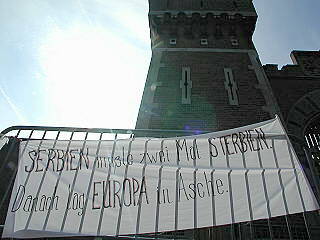 SERBIEN musste zwei Mal STERBIEN.
Danach lag EUROPA in Asche.